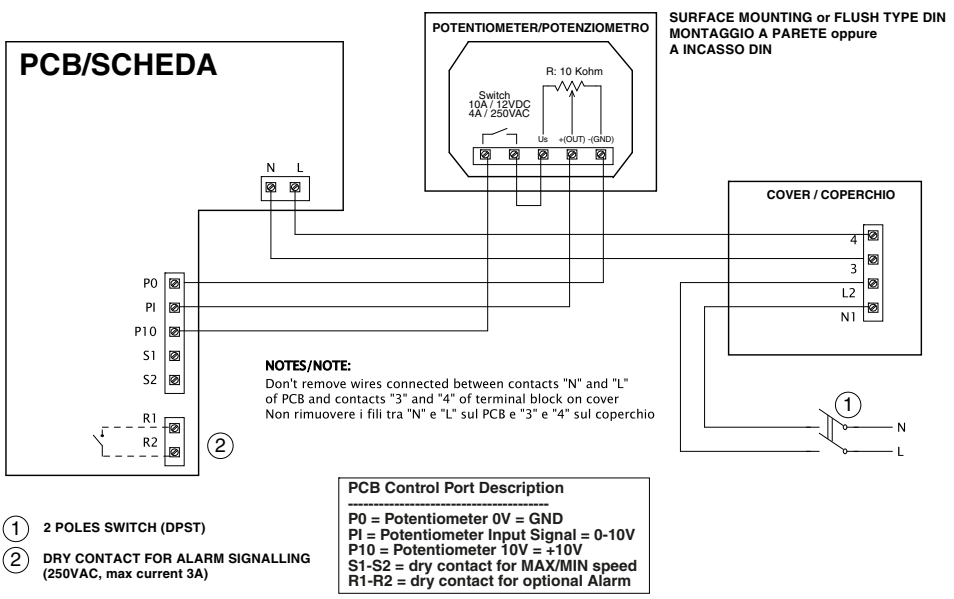 POTENTIOMETER/POTENZIOMETRO
SURFACE MOUNTING or FLUSH TYPE DIN
MONTAGGIO A PARETE oppure
A INCASSO DIN
PCB/SCHEDA
R: 10 Kohm
Switch
10A / 12VDC
4A / 250VAC
Us +(OUT) -(GND)
N L
COVER / COPERCHIO
4
3
L2
N1
P0
PI
P10
S1
S2
R1
R2
2
NOTES/NOTE:
Don't remove wires connected between contacts "N" and "L"
of PCB and contacts "3" and "4" of terminal block on cover
Non rimuovere i fili tra "N" e "L" sul PCB e "3" e "4" sul coperchio
1
N
L
PCB Control Port Description
---------------------------------------
P0 = Potentiometer 0V = GND
PI = Potentiometer Input Signal = 0-10V
P10 = Potentiometer 10V = +10V
S1-S2 = dry contact for MAX/MIN speed
R1-R2 = dry contact for optional Alarm
1 2 POLES SWITCH (DPST)
2 DRY CONTACT FOR ALARM SIGNALLING
(250VAC, max current 3A)